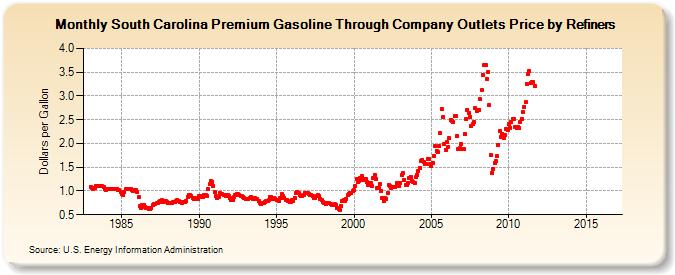 Monthly South Carolina Premium Gasoline Through Company Outlets Price by Refiners
Dollars per Gallon
4.0
3.5
3.0
2.5
2.0
1.5
1.0
0.5
1985 1990 1995 2000 2005 2010 2015
Source: U.S. Energy Information Administration